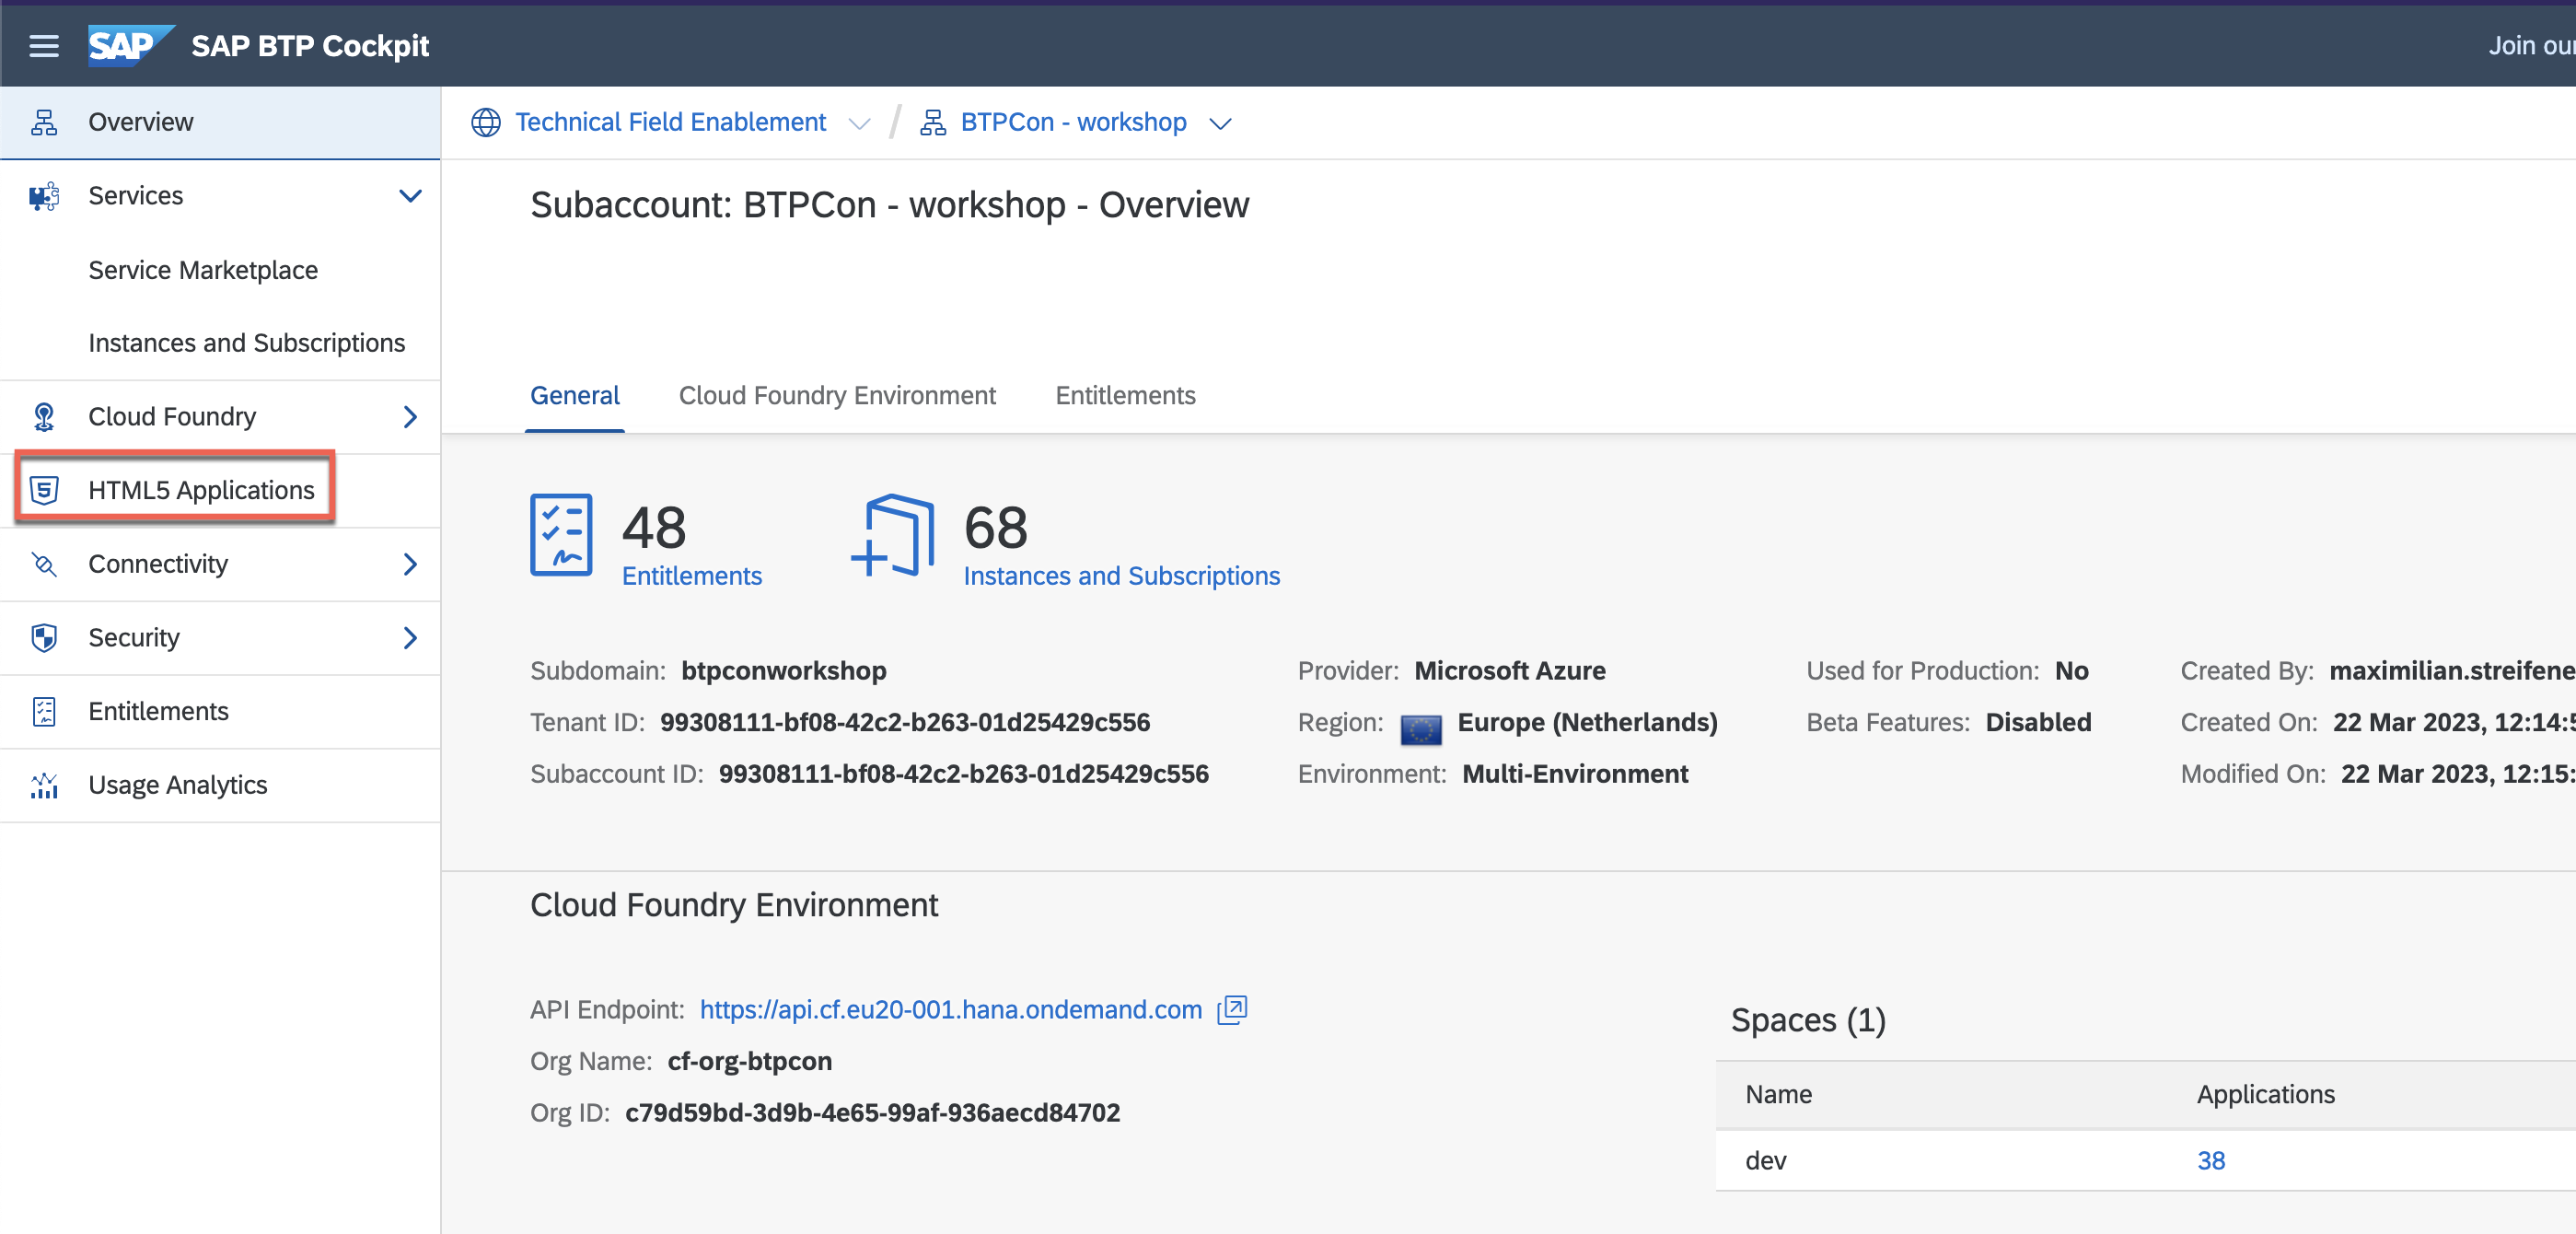 SAP SAP BTP Cockpit
Join our
Overview
Services
Service Marketplace
Instances and Subscriptions
Cloud Foundry
HTML5 Applications
Connectivity
Security
Entitlements
Usage Analytics
Technical Field Enablement / BTPCon - workshop
Subaccount: BTPCon - workshop - Overview
General Cloud Foundry Environment Entitlements
48
Entitlements
68
Instances and Subscriptions
Subdomain: btpconworkshop
Tenant ID: 99308111-bf08-42c2-b263-01d25429c556
Subaccount ID: 99308111-bf08-42c2-b263-01d25429c556
Provider: Microsoft Azure
Region: Europe (Netherlands)
Environment: Multi-Environment
Used for Production: No
Beta Features: Disabled
Created By: maximilian.streifene
Created On: 22 Mar 2023, 12:14:5
Modified On: 22 Mar 2023, 12:15:
Cloud Foundry Environment
API Endpoint: https://api.cf.eu20-001.hana.ondemand.com
Org Name: cf-org-btpcon
Org ID: c79d59bd-3d9b-4e65-99af-936aecd84702
Spaces (1)
Name Applications
dev 38